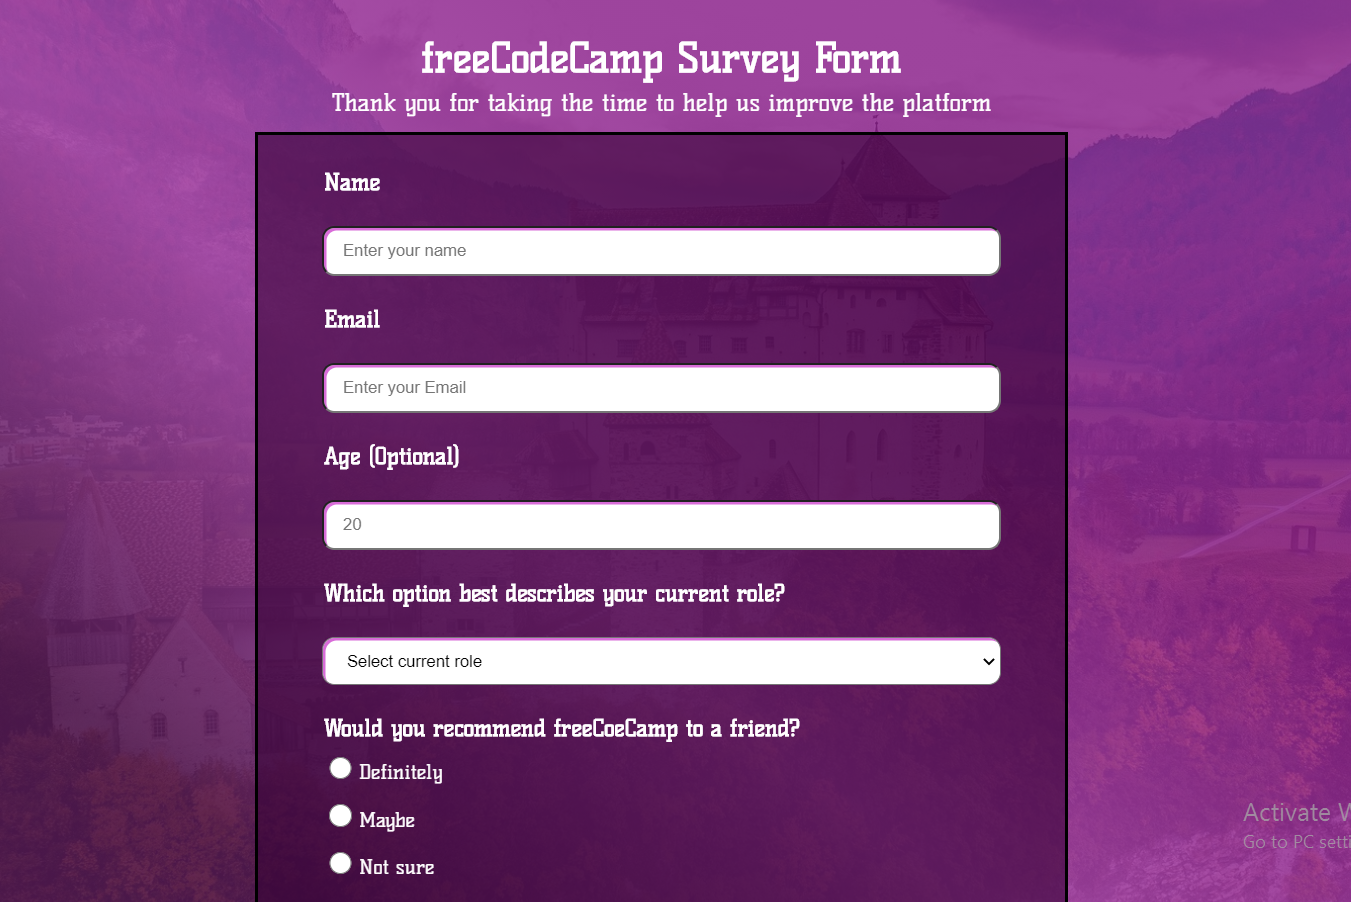 freeCodeCamp Survey Form
Thank you for taking the time to help us improve the platform
Name
Enter your name
Email
Enter your Email
Age (Optional)
20
Which option best describes your current role?
Select current role
Would you recommend freeCoeCamp to a friend?
Definitely
Maybe
Not sure
Activate W
Go to PC setti